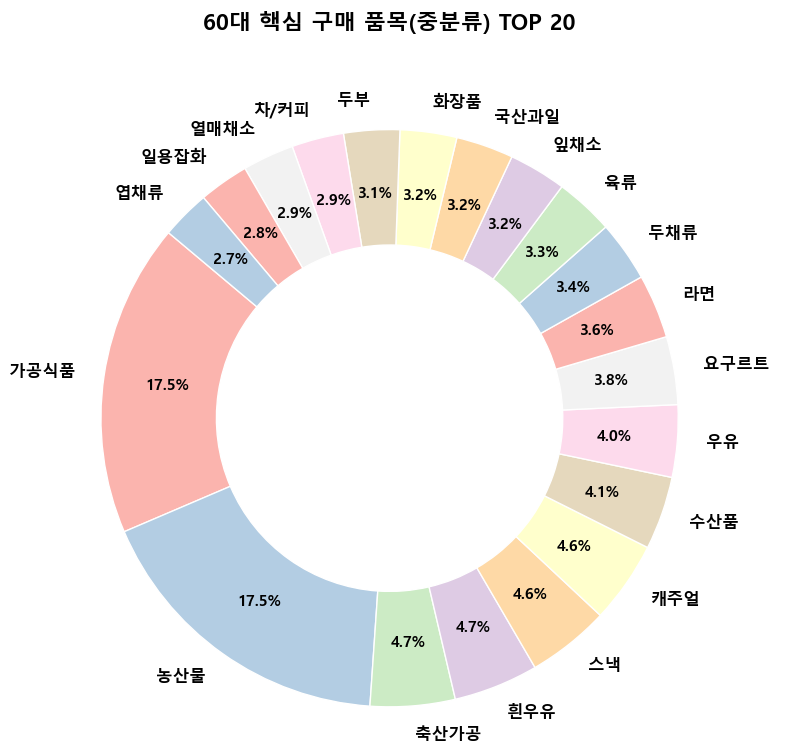 60대 핵심 구매 품목(중분류) TOP 20
가공식품
17.5%
농산물
17.5%
축산가공
4.7%
흰우유
4.7%
스낵
4.6%
캐주얼
4.6%
수산품
4.1%
우유
4.0%
요구르트
3.8%
라면
3.6%
두채류
3.4%
육류
3.3%
잎채소
3.2%
국산과일
3.2%
화장품
3.2%
두부
3.1%
차/커피
2.9%
열매채소
2.9%
일용잡화
2.8%
엽채류
2.7%